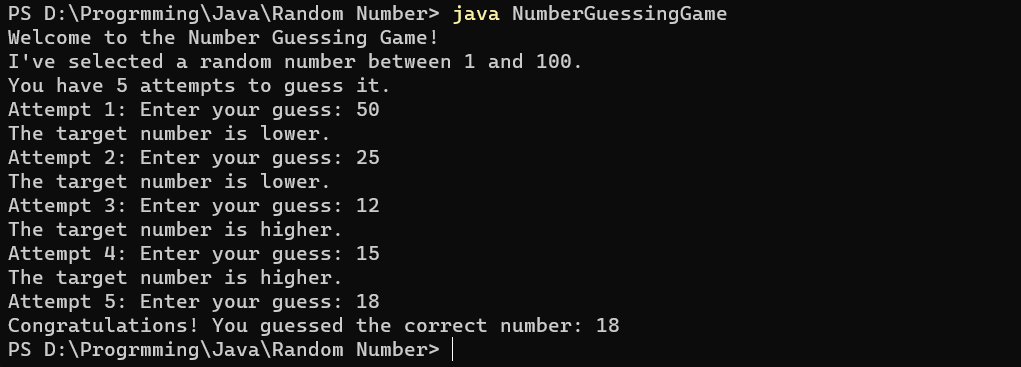 PS D:\Progrmming\Java\Random Number> java NumberGuessingGame
Welcome to the Number Guessing Game!
I've selected a random number between 1 and 100.
You have 5 attempts to guess it.
Attempt 1: Enter your guess: 50
The target number is lower.
Attempt 2: Enter your guess: 25
The target number is lower.
Attempt 3: Enter your guess: 12
The target number is higher.
Attempt 4: Enter your guess: 15
The target number is higher.
Attempt 5: Enter your guess: 18
Congratulations! You guessed the correct number: 18
PS D:\Progrmming\Java\Random Number>